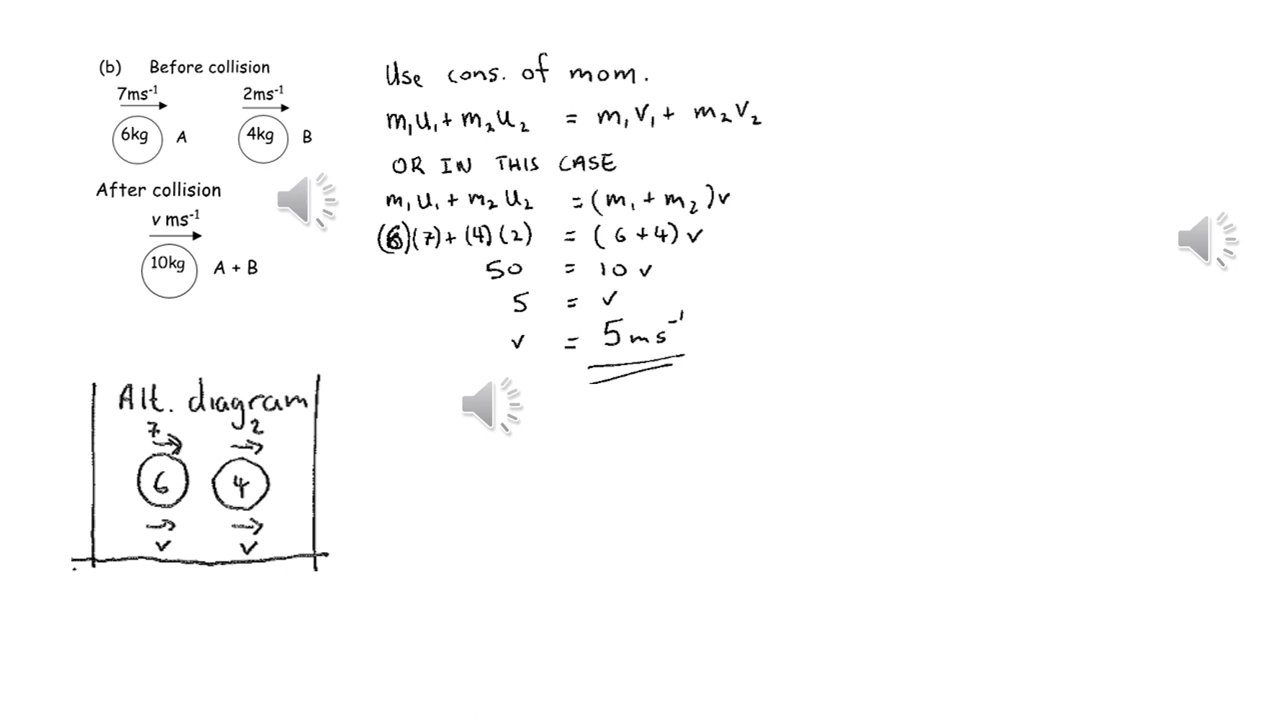 (b) Before collision
7ms⁻¹ 2ms⁻¹
6kg A 4kg B
After collision
v ms⁻¹
10kg A + B
Use cons. of mom.
m₁u₁ + m₂u₂ = m₁v₁ + m₂v₂
OR IN THIS CASE
m₁u₁ + m₂u₂ = (m₁ + m₂)v
(6)(7) + (4)(2) = (6+4)v
50 = 10v
5 = v
v = 5ms⁻¹
Alt. diagram
7 2
6 4
v v